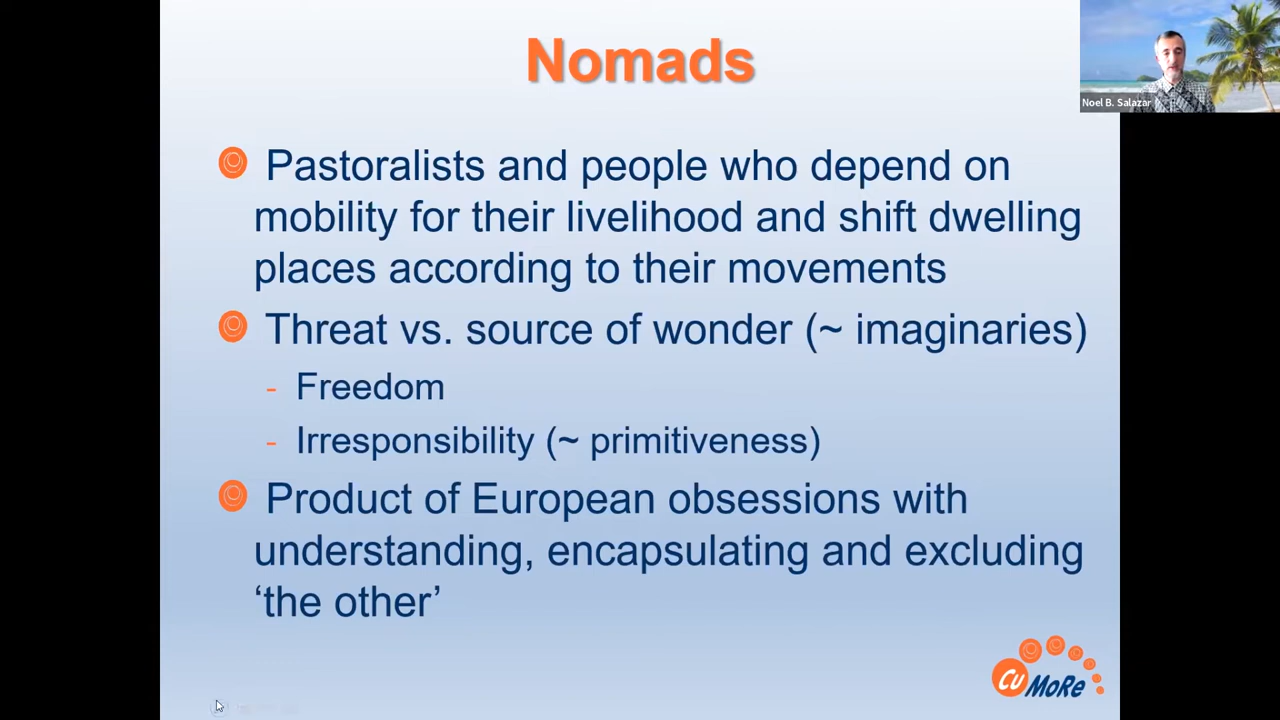 Nomads
Noel B. Salazar
Pastoralists and people who depend on
mobility for their livelihood and shift dwelling
places according to their movements
Threat vs. source of wonder (~ imaginaries)
- Freedom
- Irresponsibility (~ primitiveness)
Product of European obsessions with
understanding, encapsulating and excluding
‘the other’
CuMoRe